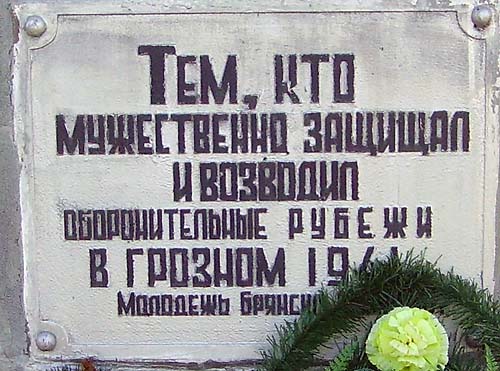 Тем, кто
мужественно защищал
и возводил
оборонительные рубежи
в грозном
Молодежь